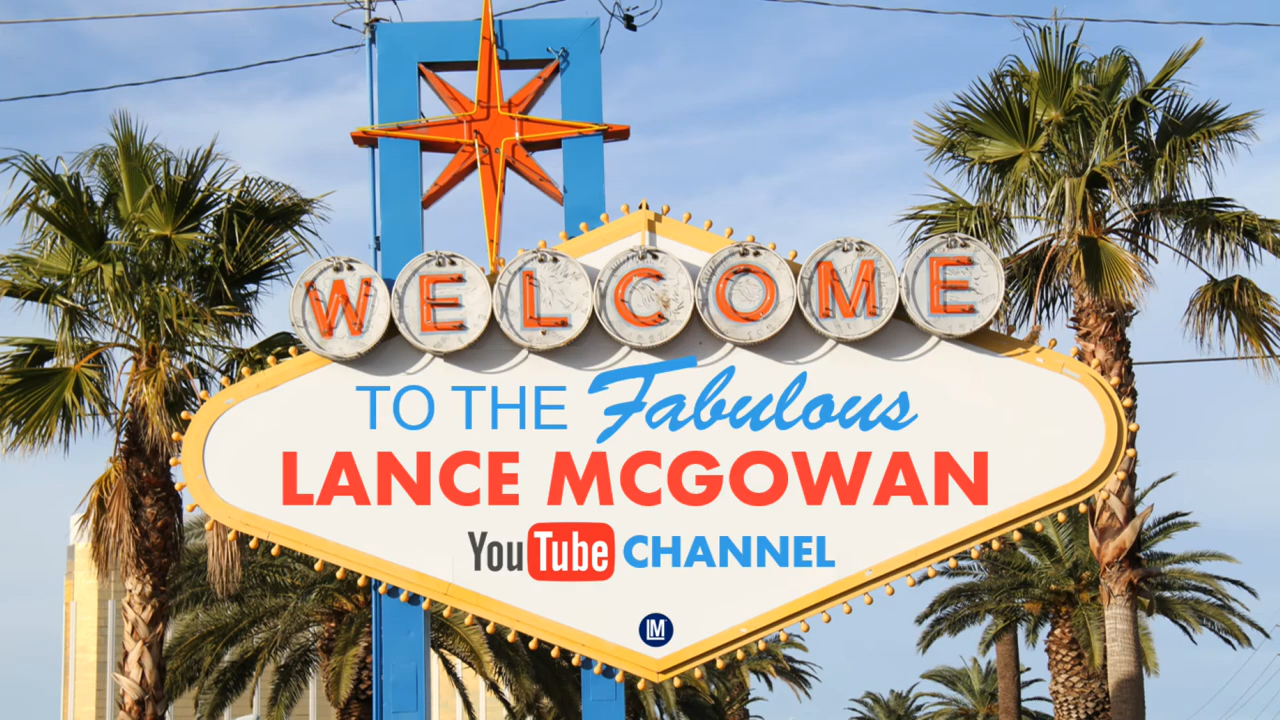 WELCOME
TO THE Fabulous
LANCE MCGOWAN
YouTube CHANNEL
LM